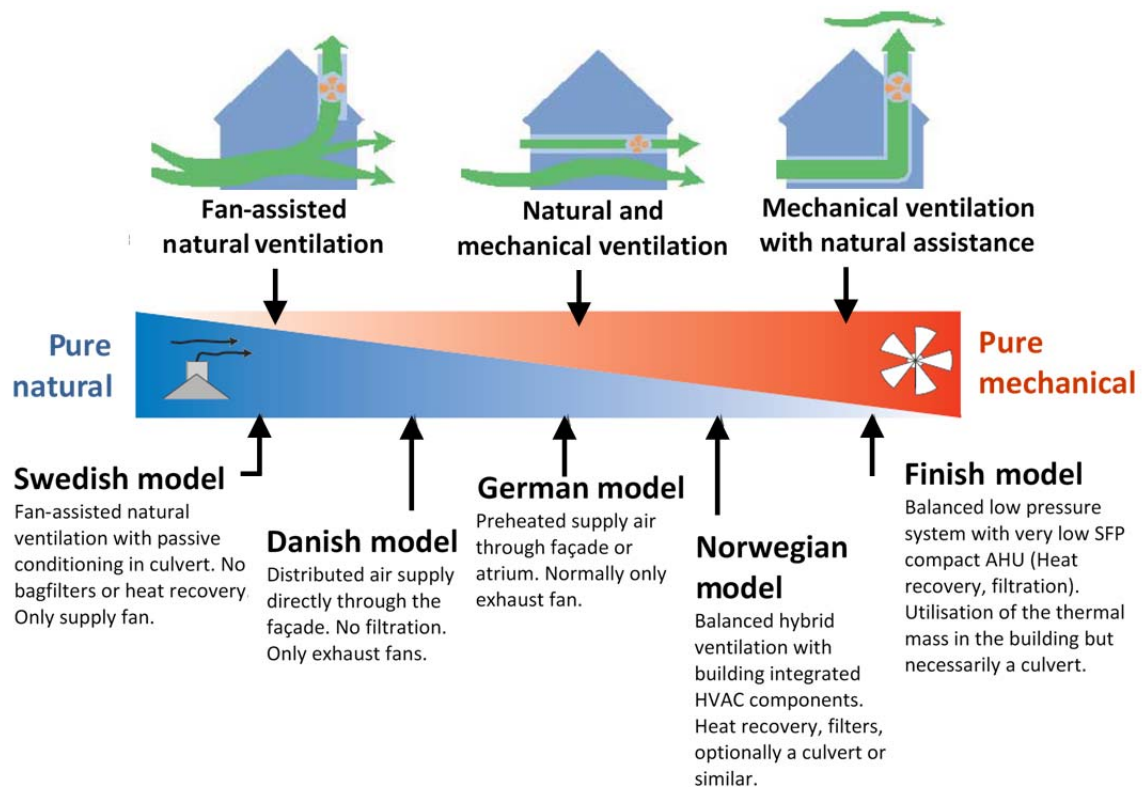 Fan-assisted
natural ventilation
Natural and
mechanical ventilation
Mechanical ventilation
with natural assistance
Pure
natural
Pure
mechanical
Swedish model
Fan-assisted natural
ventilation with passive
conditioning in culvert. No
bagfilters or heat recovery.
Only supply fan.
Danish model
Distributed air supply
directly through the
façade. No filtration.
Only exhaust fans.
German model
Preheated supply air
through façade or
atrium. Normally only
exhaust fan.
Norwegian
model
Balanced hybrid
ventilation with
building integrated
HVAC components.
Heat recovery, filters,
optionally a culvert or
similar.
Finish model
Balanced low pressure
system with very low SFP
compact AHU (Heat
recovery, filtration).
Utilisation of the thermal
mass in the building but
necessarily a culvert.